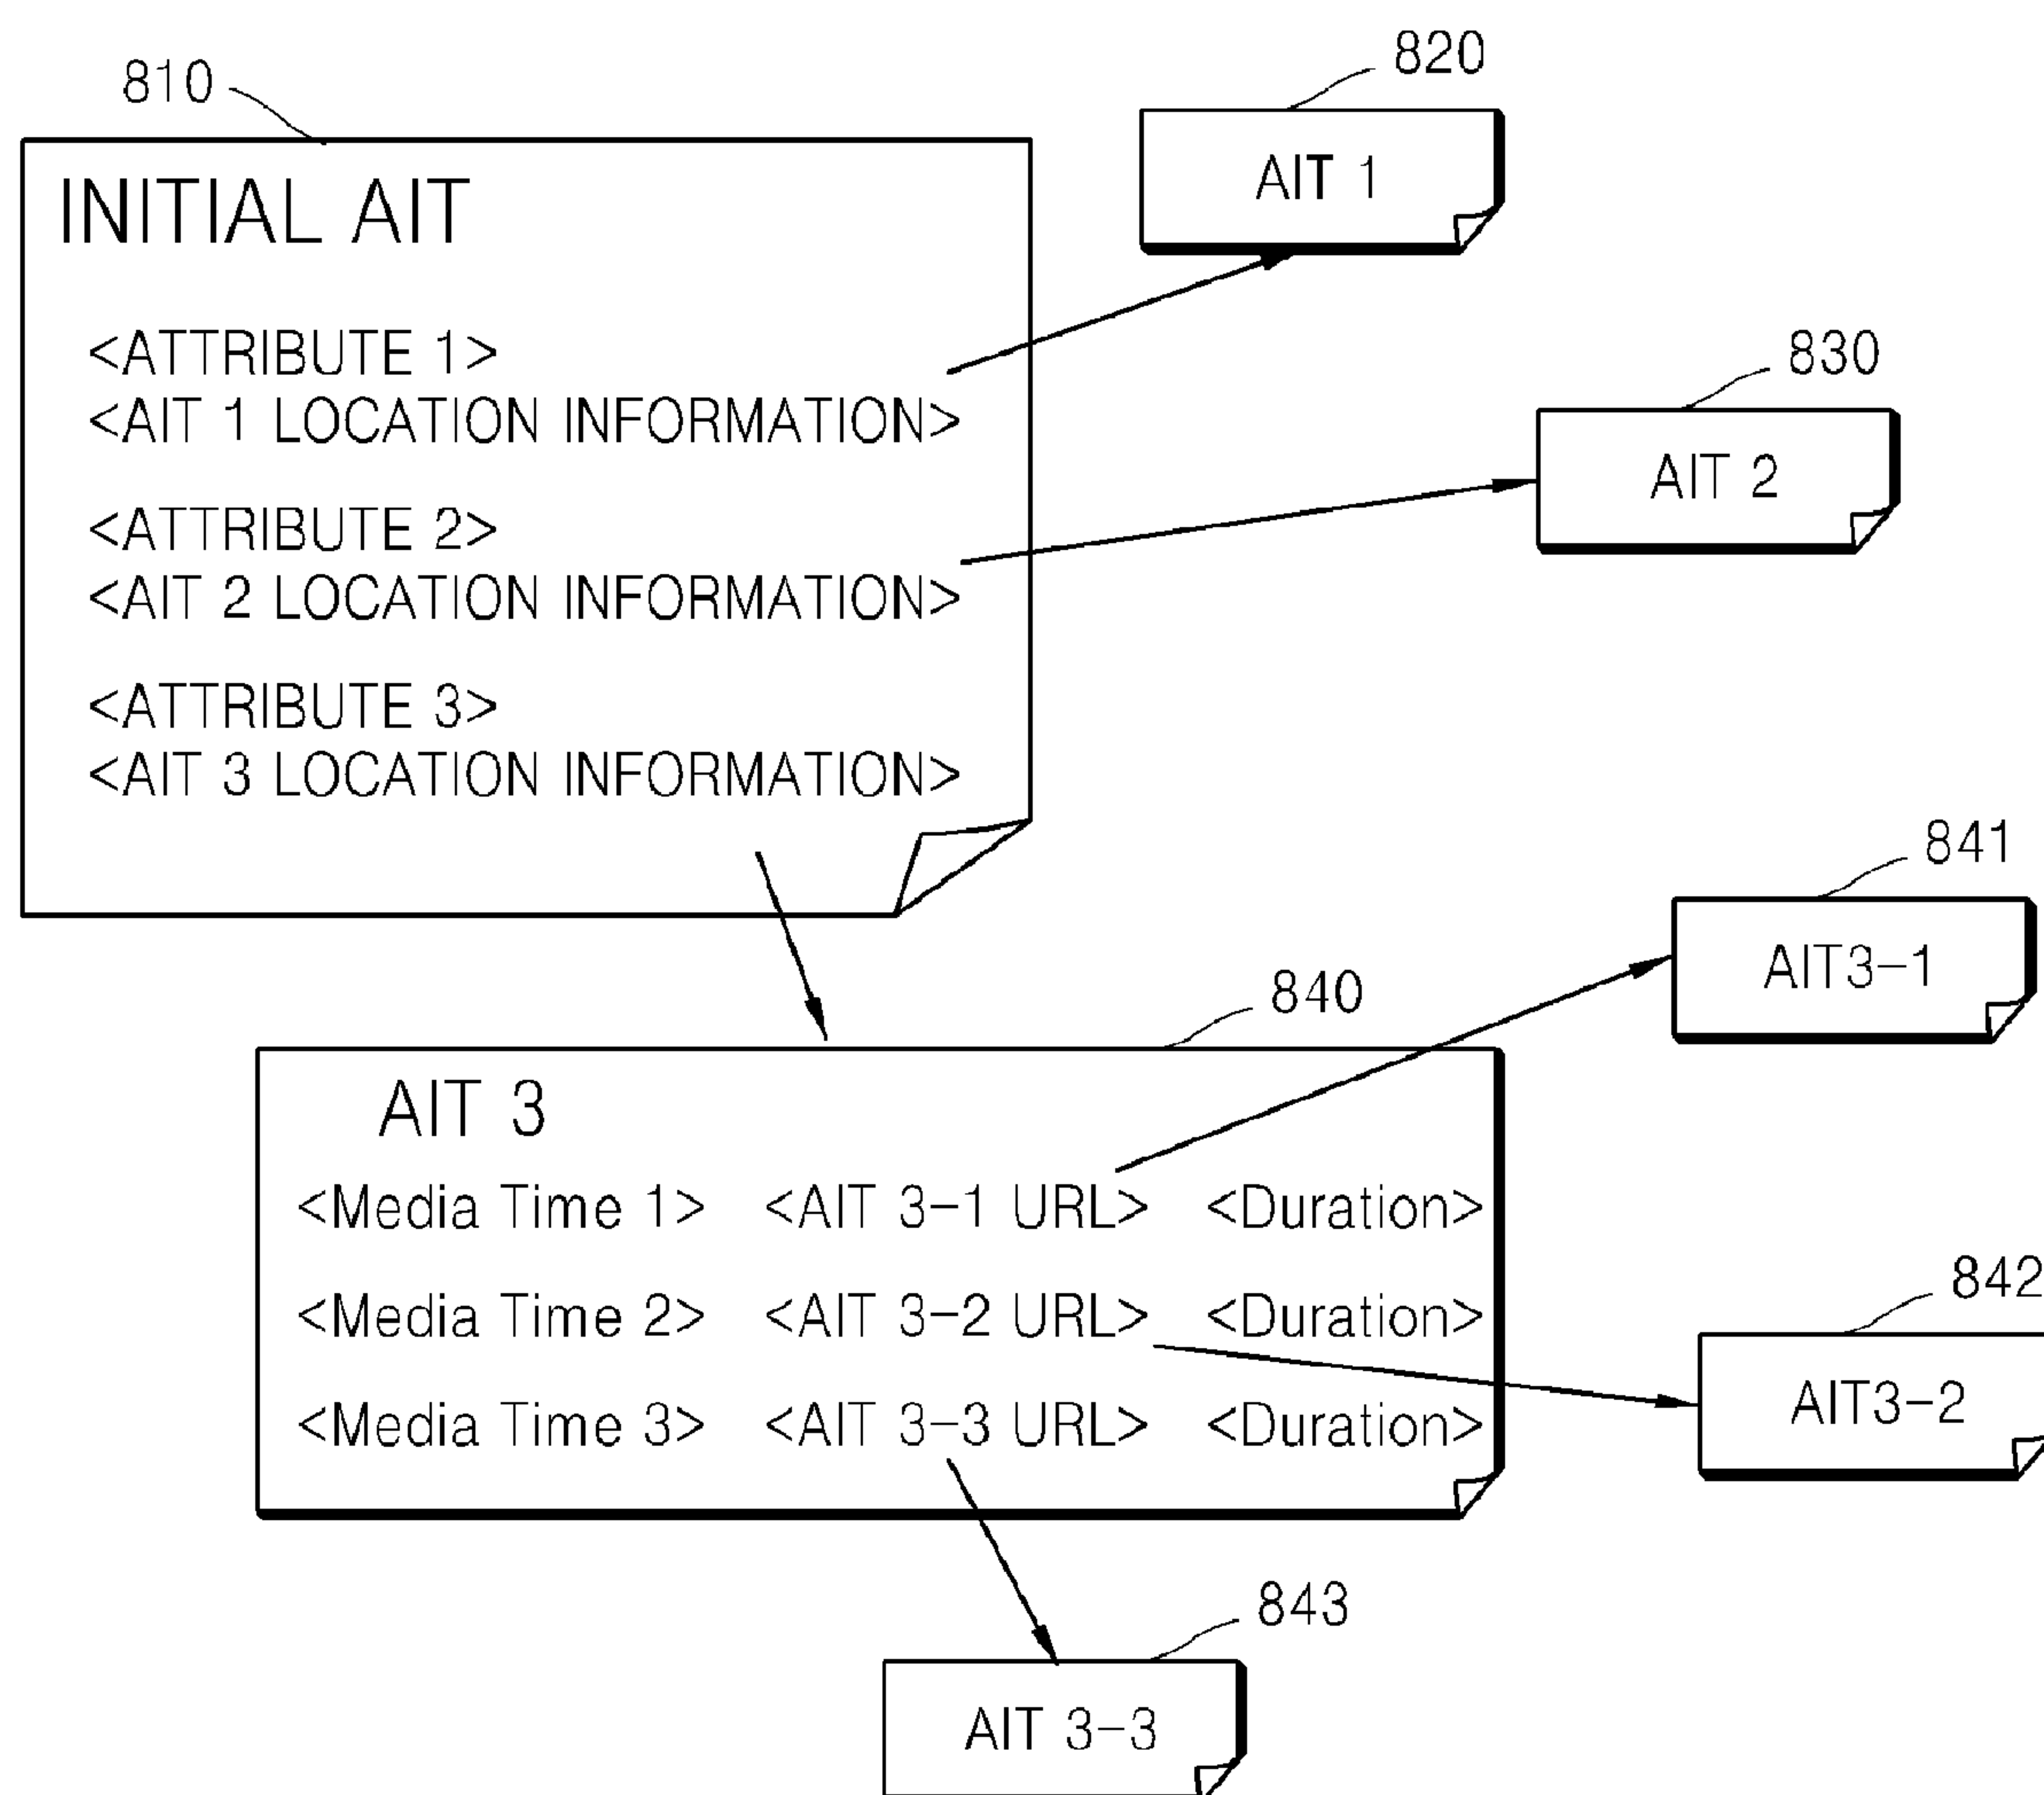 810
INITIAL AIT
<ATTRIBUTE 1>
<AIT 1 LOCATION INFORMATION>
<ATTRIBUTE 2>
<AIT 2 LOCATION INFORMATION>
<ATTRIBUTE 3>
<AIT 3 LOCATION INFORMATION>
820
AIT 1
830
AIT 2
840
AIT 3
<Media Time 1> <AIT 3-1 URL> <Duration>
<Media Time 2> <AIT 3-2 URL> <Duration>
<Media Time 3> <AIT 3-3 URL> <Duration>
841
AIT3-1
842
AIT3-2
843
AIT 3-3